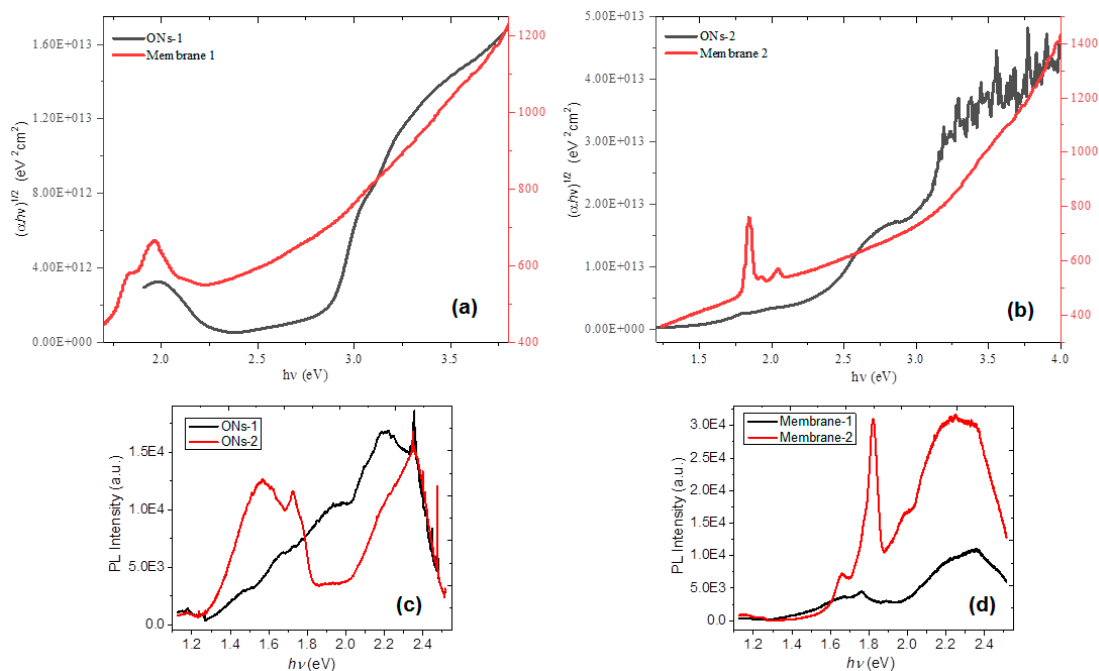 ONs-1
Membrane 1
1.60E+013
1.20E+013
8.00E+012
4.00E+012
0.00E+000
(αhν)^1/2 (eV^2cm^2)
1200
1000
800
600
400
2.0
2.5
3.0
3.5
hν (eV)
(a)
ONs-2
Membrane 2
5.00E+013
4.00E+013
3.00E+013
2.00E+013
1.00E+013
0.00E+000
(αhν)^1/2 (eV^2cm^2)
1400
1200
1000
800
600
400
1.5
2.0
2.5
3.0
3.5
4.0
hν (eV)
(b)
ONs-1
ONs-2
1.5E4
1.0E4
5.0E3
0.0
PL Intensity (a.u.)
1.2
1.4
1.6
1.8
2.0
2.2
2.4
hν (eV)
(c)
Membrane-1
Membrane-2
3.0E4
2.5E4
2.0E4
1.5E4
1.0E4
5.0E3
0.0
PL Intensity (a.u.)
1.2
1.4
1.6
1.8
2.0
2.2
2.4
hν (eV)
(d)